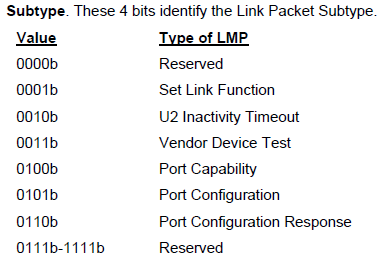 Subtype. These 4 bits identify the Link Packet Subtype.
Value Type of LMP
0000b Reserved
0001b Set Link Function
0010b U2 Inactivity Timeout
0011b Vendor Device Test
0100b Port Capability
0101b Port Configuration
0110b Port Configuration Response
0111b-1111b Reserved